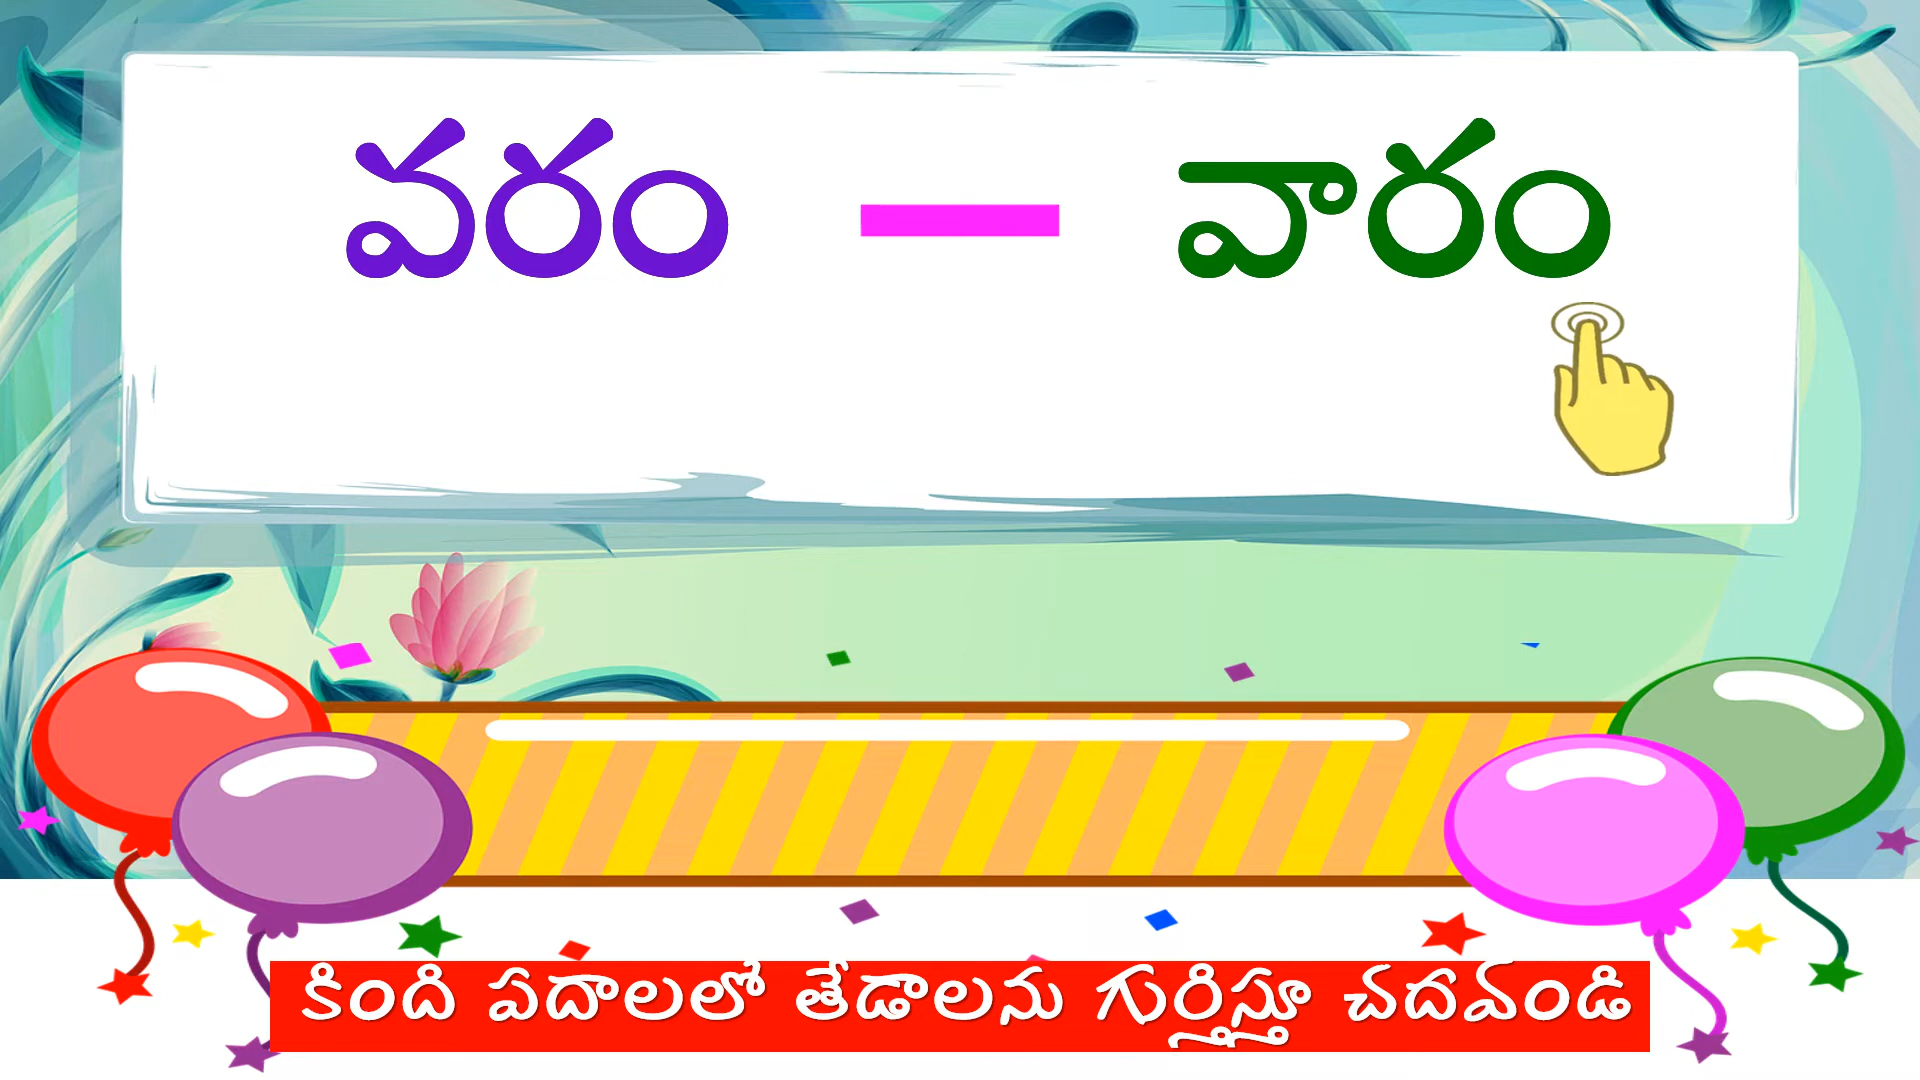 వరం — వారం
కింది పదాలలో తేడాలను గుర్తిస్తూ చదవండి